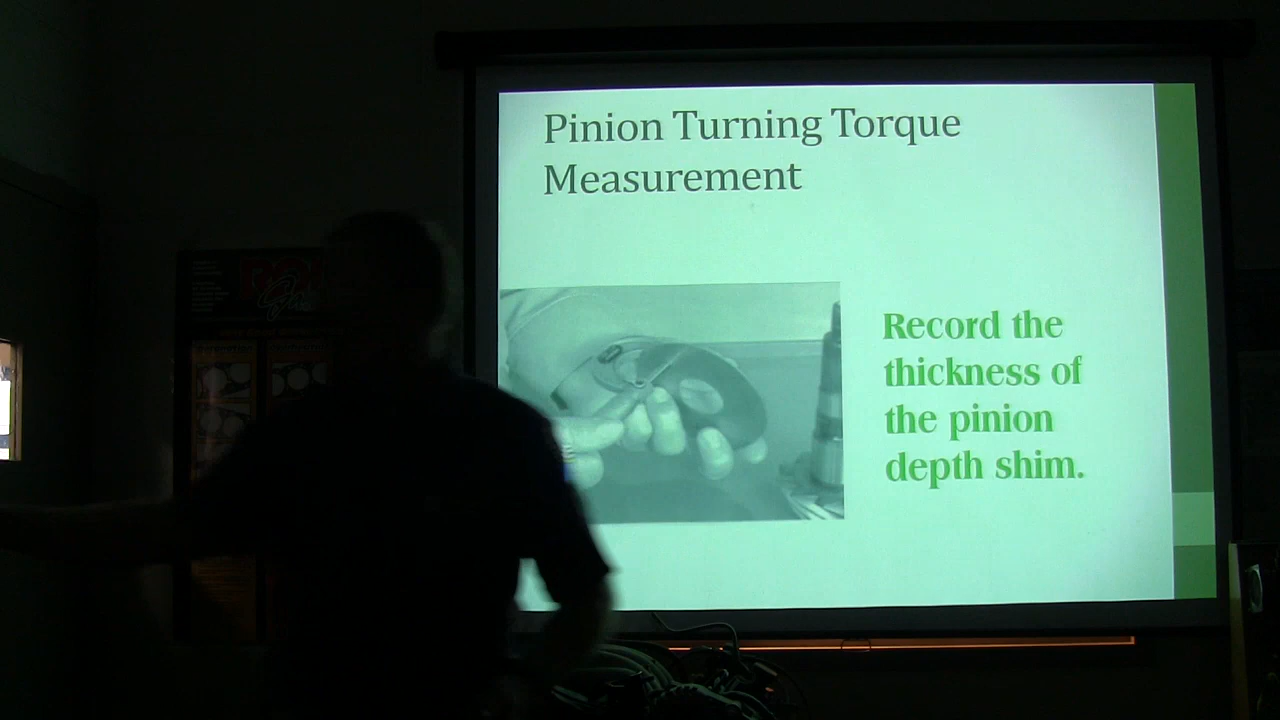 Pinion Turning Torque
Measurement
Record the
thickness of
the pinion
depth shim.